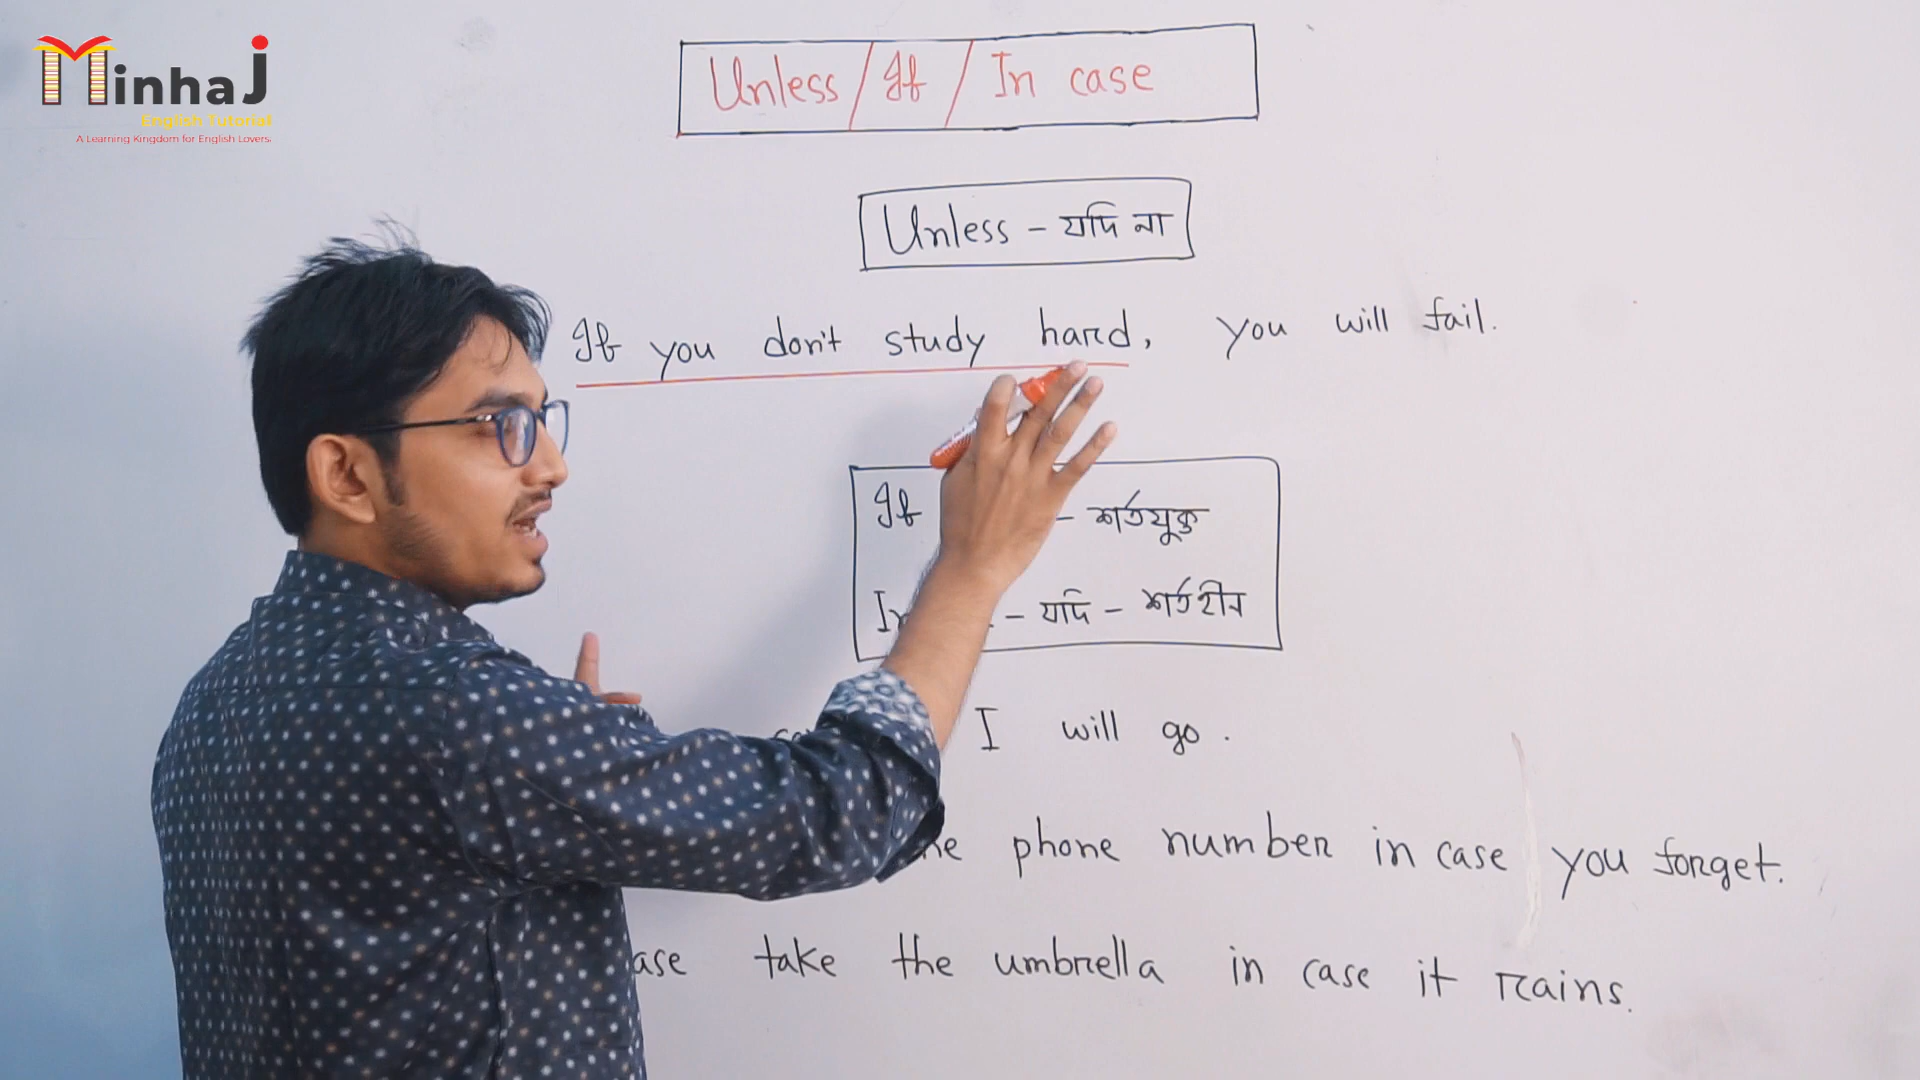 Minhaj
English Tutorial
A Learning Kingdom for English Lovers
Unless / If / In case
Unless - যদি না
If you don't study hard, you will fail.
If - শর্তযুক্ত
- যদি - শর্তহীন
I will go.
phone number in case you forget.
take the umbrella in case it rains.